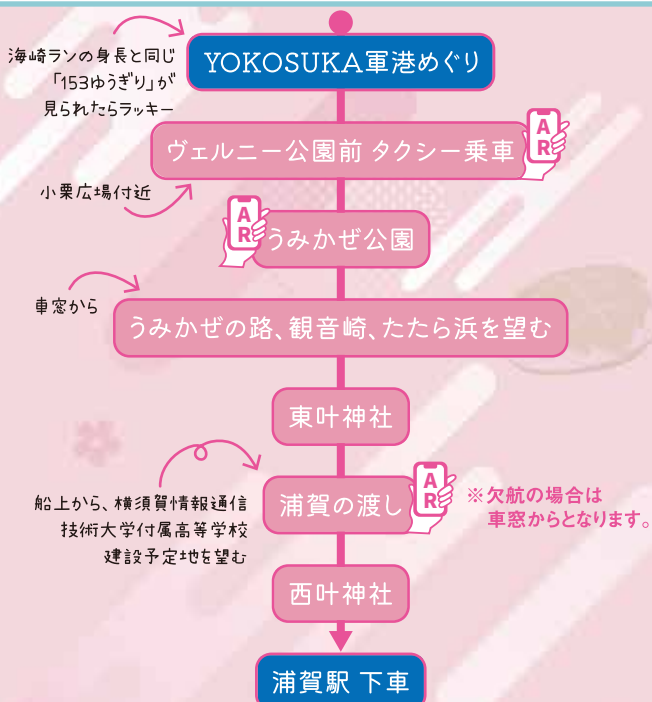 海崎ランの身長と同じ
「153ゆうぎり」が
見られたらラッキー
YOKOSUKA軍港めぐり
ヴェルニー公園前 タクシー乗車
AR
小栗広場付近
AR
うみかぜ公園
車窓から
うみかぜの路、観音崎、たたら浜を望む
東叶神社
船上から、横須賀情報通信
技術大学付属高等学校
建設予定地を望む
浦賀の渡し
AR
※欠航の場合は
車窓からとなります。
西叶神社
浦賀駅 下車